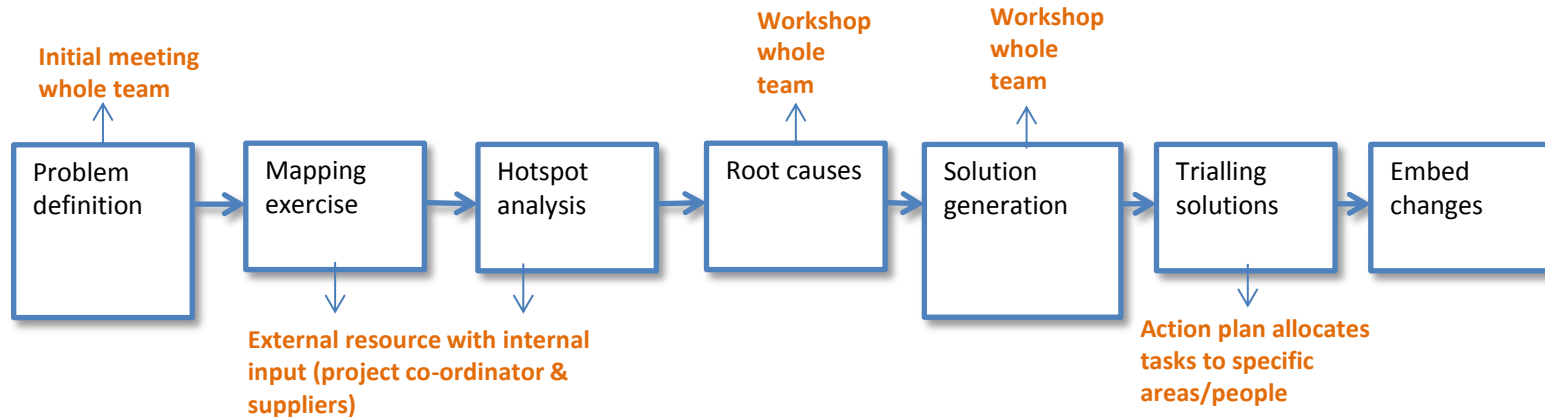 Initial meeting
whole team
Workshop
whole
team
Workshop
whole
team
Problem
definition
Mapping
exercise
Hotspot
analysis
Root causes
Solution
generation
Trialling
solutions
Embed
changes
External resource with internal
input (project co-ordinator &
suppliers)
Action plan allocates
tasks to specific
areas/people